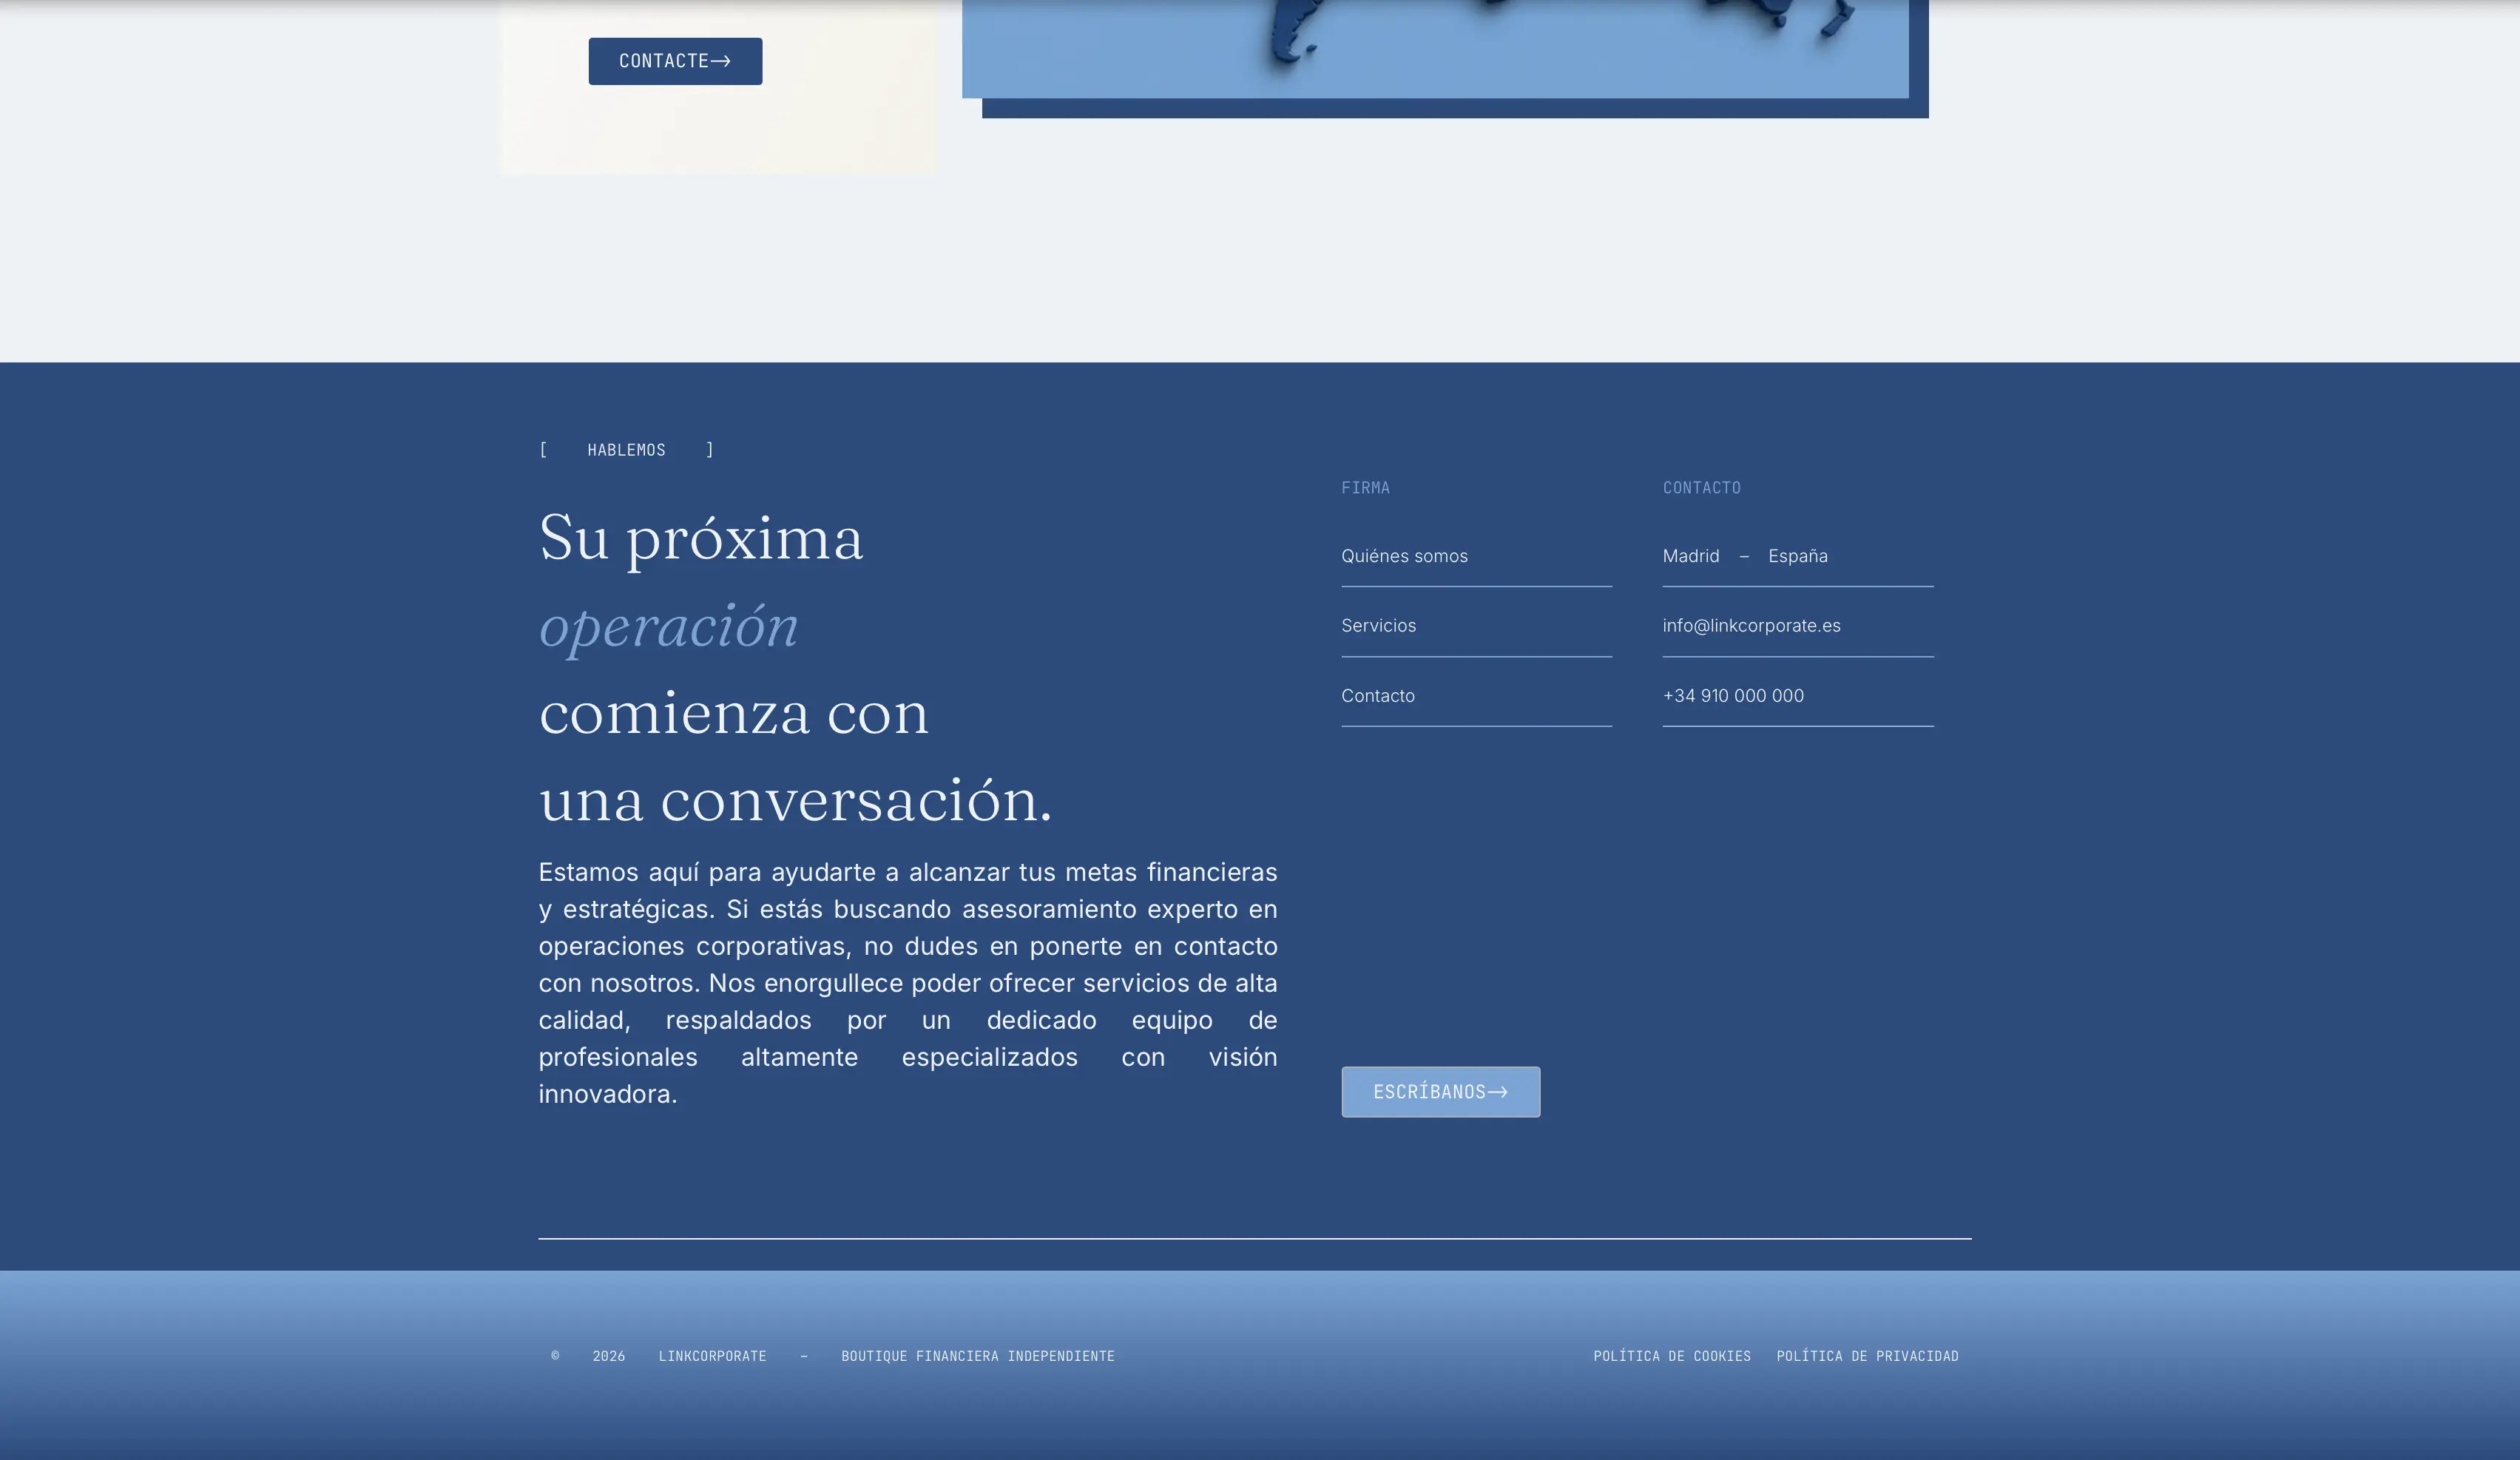 CONTACTE→
[ HABLEMOS ]
Su próxima
operación
comienza con
una conversación.
Estamos aquí para ayudarte a alcanzar tus metas financieras
y estratégicas. Si estás buscando asesoramiento experto en
operaciones corporativas, no dudes en ponerte en contacto
con nosotros. Nos enorgullece poder ofrecer servicios de alta
calidad, respaldados por un dedicado equipo de
profesionales altamente especializados con visión
innovadora.
FIRMA
Quiénes somos
Servicios
Contacto
CONTACTO
Madrid – España
info@linkcorporate.es
+34 910 000 000
ESCRÍBANOS→
© 2026 LINKCORPORATE – BOUTIQUE FINANCIERA INDEPENDIENTE
POLÍTICA DE COOKIES POLÍTICA DE PRIVACIDAD